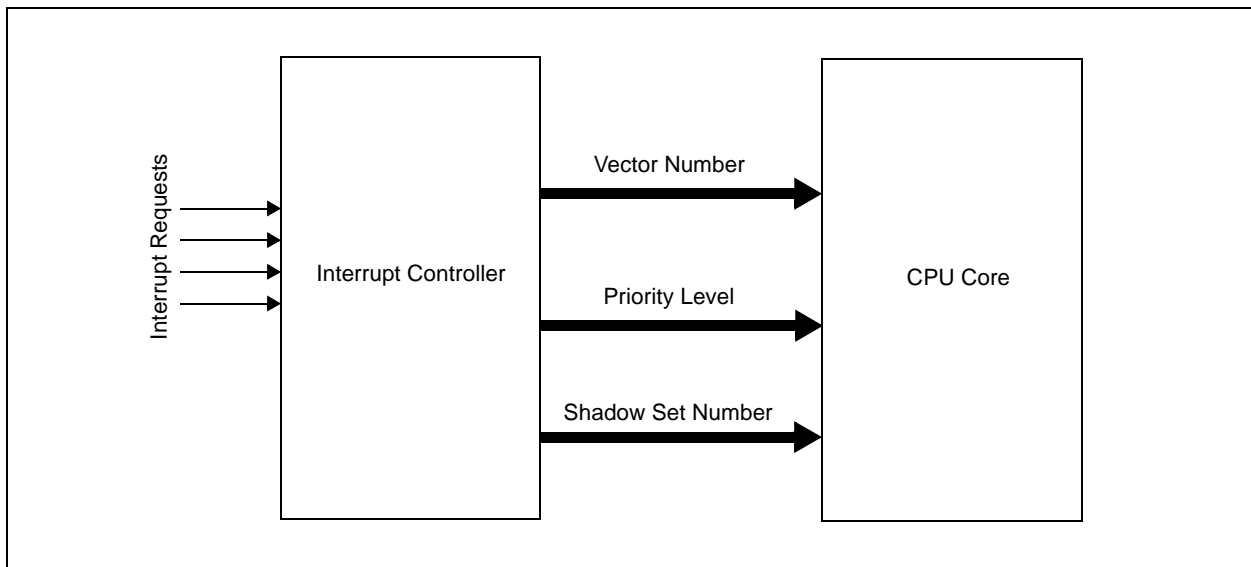 Interrupt Requests
Interrupt Controller
Vector Number
Priority Level
Shadow Set Number
CPU Core